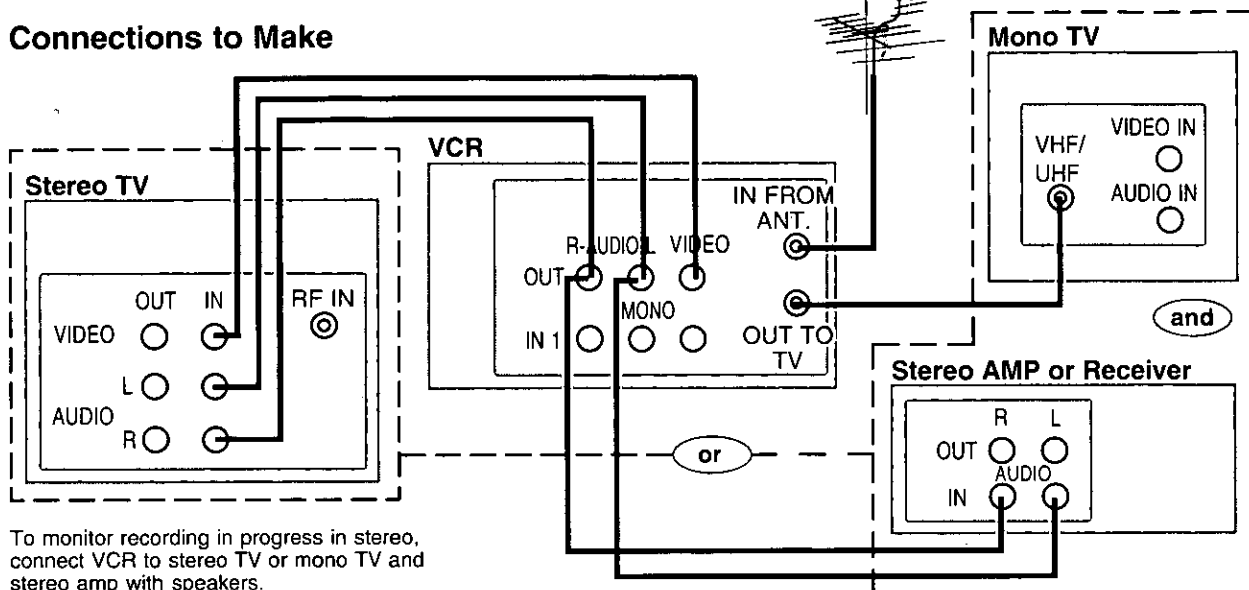 Connections to Make
Mono TV
VHF/
UHF
VIDEO IN
AUDIO IN
VCR
IN FROM
ANT.
R-AUDIO-L VIDEO
OUT
MONO
IN 1
OUT TO
TV
Stereo TV
OUT IN RF IN
VIDEO
L
AUDIO
R
and
or
Stereo AMP or Receiver
R L
OUT
AUDIO
IN
To monitor recording in progress in stereo,
connect VCR to stereo TV or mono TV and
stereo amp with speakers.